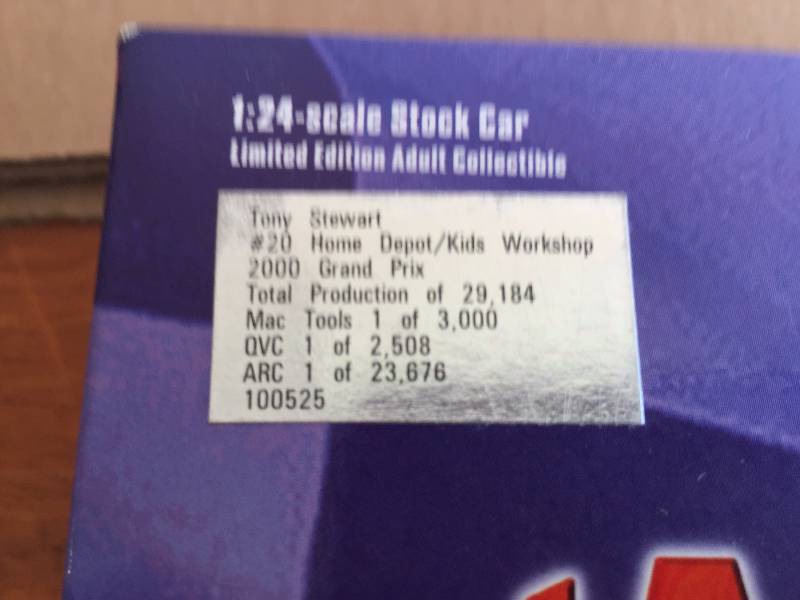 1:24-scale Stock Car
Limited Edition Adult Collectible
Tony Stewart
#20 Home Depot/Kids Workshop
2000 Grand Prix
Total Production of 29,184
Mac Tools 1 of 3,000
QVC 1 of 2,508
ARC 1 of 23,676
100525